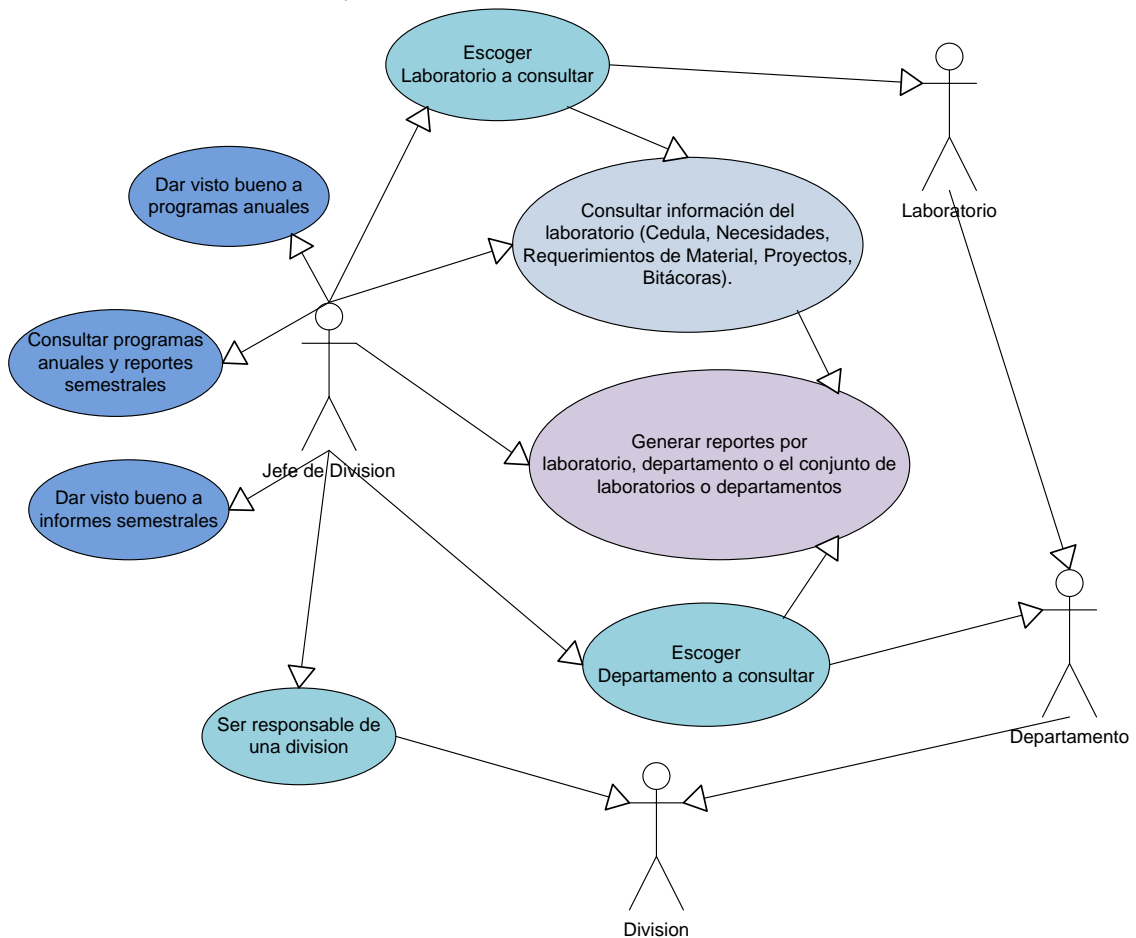 Escoger
Laboratorio a consultar
Dar visto bueno a
programas anuales
Consultar información del
laboratorio (Cedula, Necesidades,
Requerimientos de Material, Proyectos,
Bitácoras).
Laboratorio
Consultar programas
anuales y reportes
semestrales
Jefe de Division
Generar reportes por
laboratorio, departamento o el conjunto de
laboratorios o departamentos
Dar visto bueno a
informes semestrales
Escoger
Departamento a consultar
Ser responsable de
una division
Departamento
Division